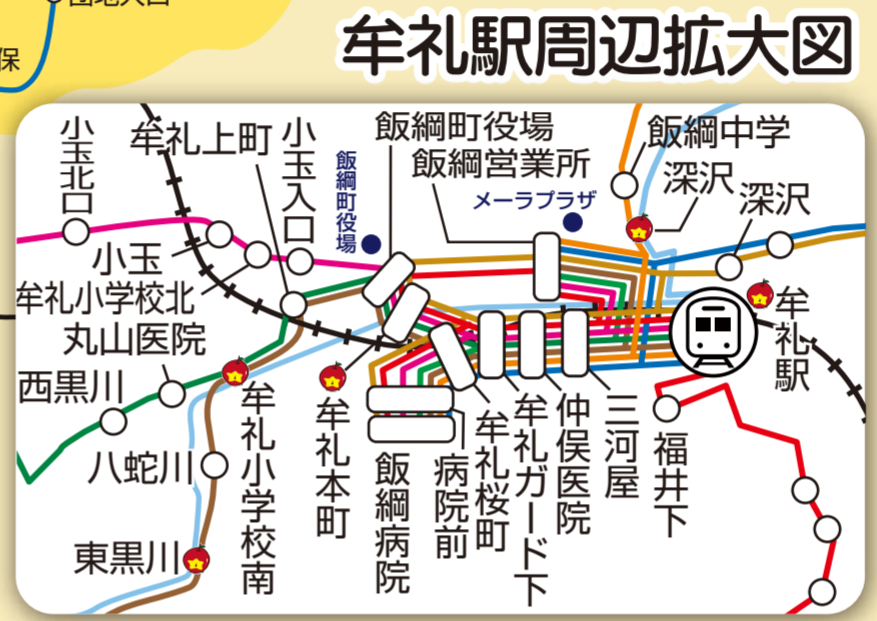 団地入口
保
牟礼駅周辺拡大図
小玉北口
牟礼上町
小玉入口
飯綱町役場
飯綱町役場
飯綱営業所
メーラプラザ
飯綱中学
深沢
深沢
小玉
牟礼小学校北
丸山医院
西黒川
八蛇川
東黒川
牟礼小学校南
牟礼本町
飯綱病院
病院前
牟礼桜町
牟礼ガード下
仲俣医院
三河屋
福井下
牟礼駅